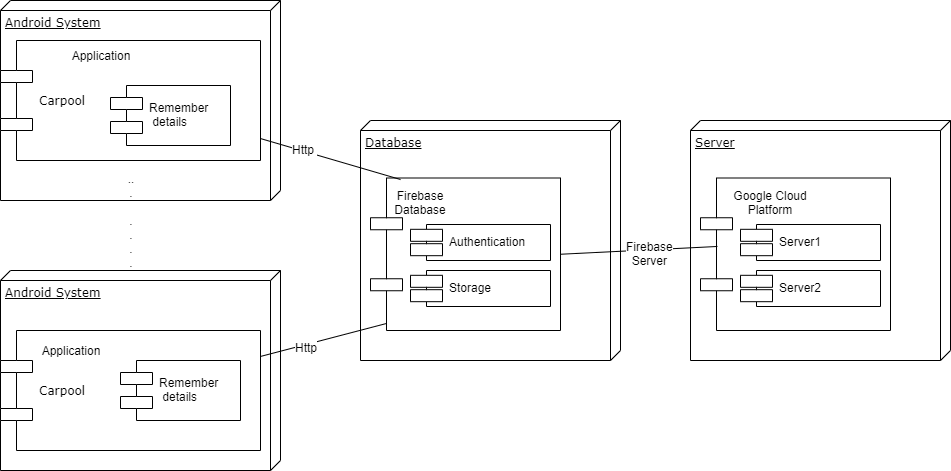 Android System
Application
Carpool
Remember
details
Http
..
.
.
.
.
.
Android System
Application
Carpool
Remember
details
Http
Database
Firebase
Database
Authentication
Storage
Firebase
Server
Server
Google Cloud
Platform
Server1
Server2